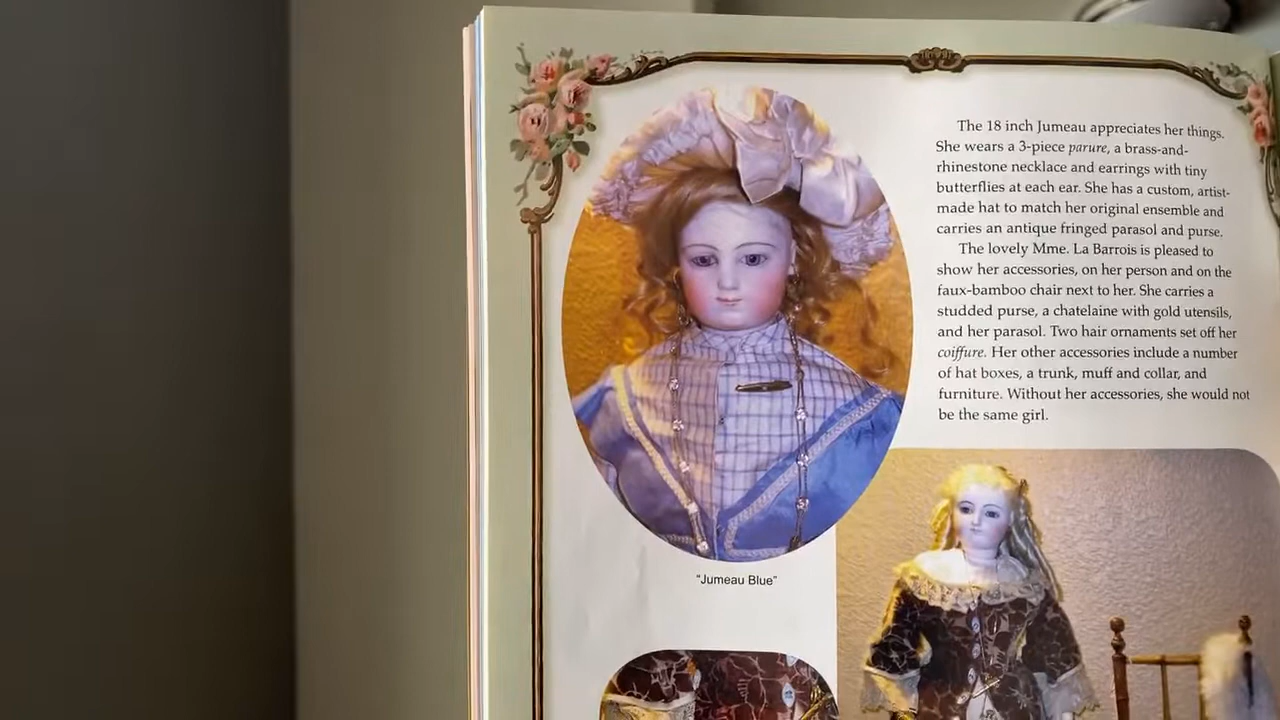 The 18 inch Jumeau appreciates her things.
She wears a 3-piece parure, a brass-and-
rhinestone necklace and earrings with tiny
butterflies at each ear. She has a custom, artist-
made hat to match her original ensemble and
carries an antique fringed parasol and purse.
The lovely Mme. La Barrois is pleased to
show her accessories, on her person and on the
faux-bamboo chair next to her. She carries a
studded purse, a chatelaine with gold utensils,
and her parasol. Two hair ornaments set off her
coiffure. Her other accessories include a number
of hat boxes, a trunk, muff and collar, and
furniture. Without her accessories, she would not
be the same girl.
"Jumeau Blue"